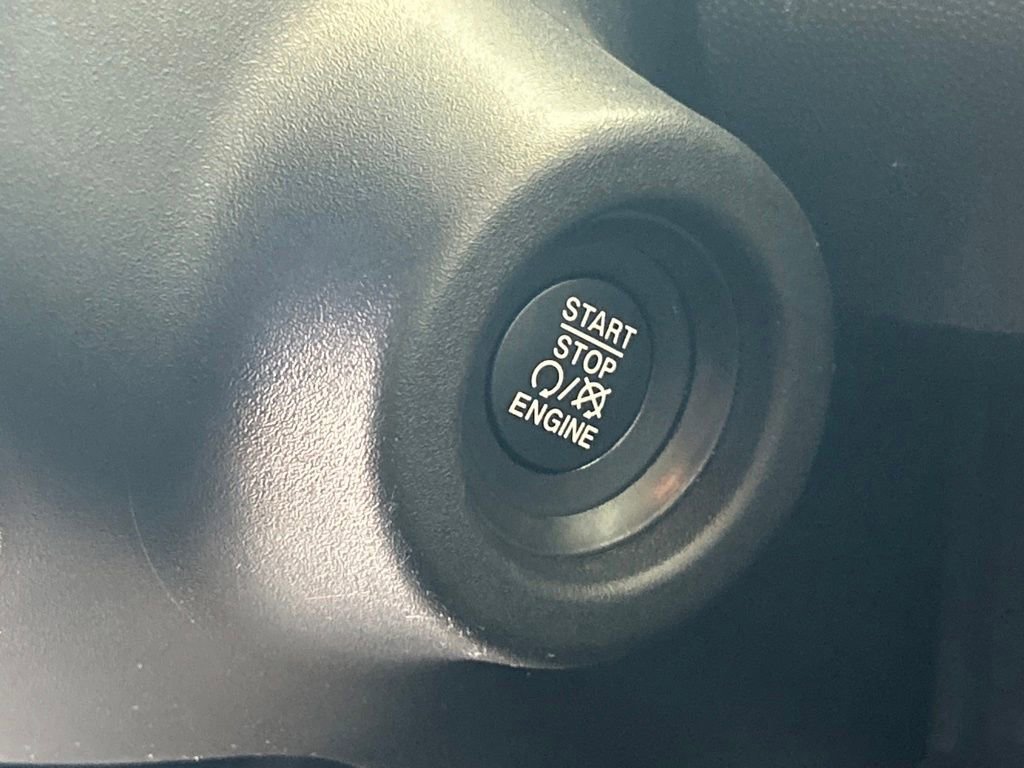 START
STOP
/
ENGINE